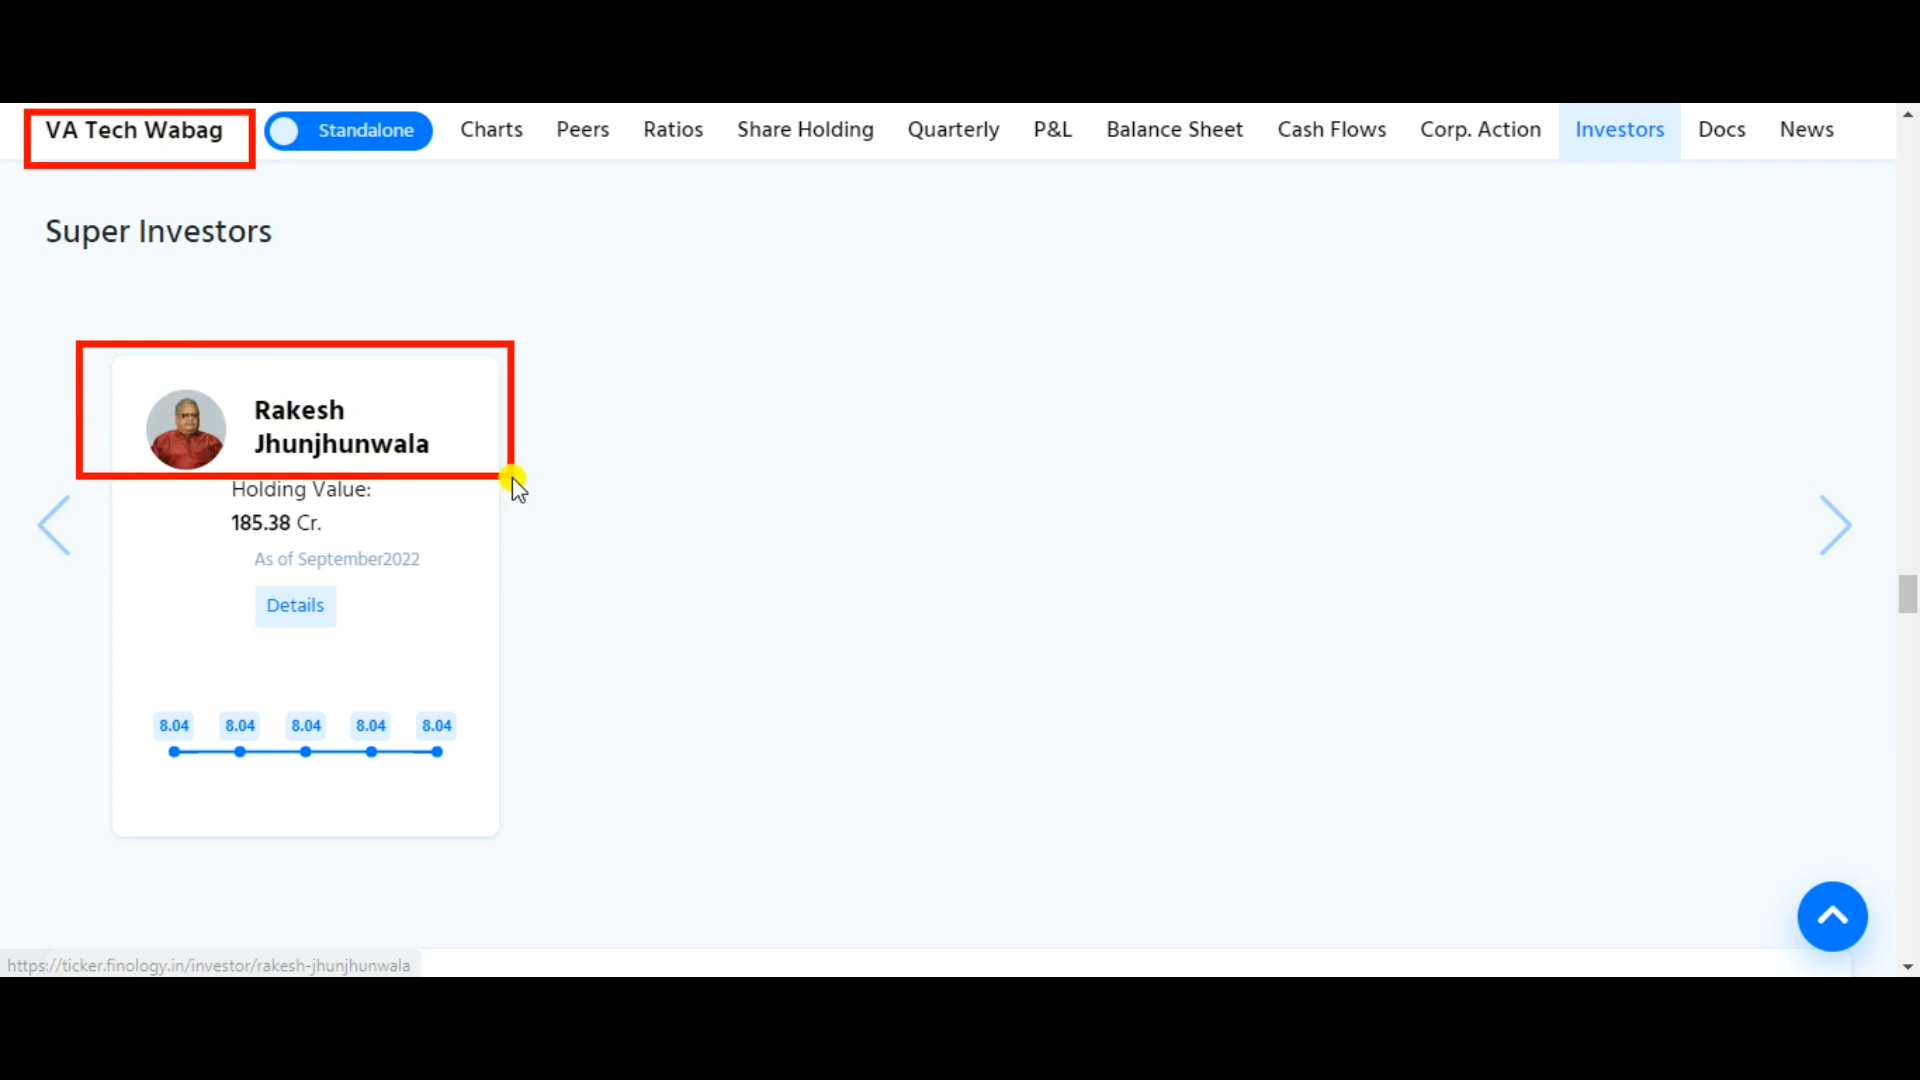 VA Tech Wabag Standalone Charts Peers Ratios Share Holding Quarterly P&L Balance Sheet Cash Flows Corp. Action Investors Docs News
Super Investors
Rakesh
Jhunjhunwala
Holding Value:
185.38 Cr.
As of September2022
Details
8.04 8.04 8.04 8.04 8.04
https://ticker.finology.in/investor/rakesh-jhunjhunwala